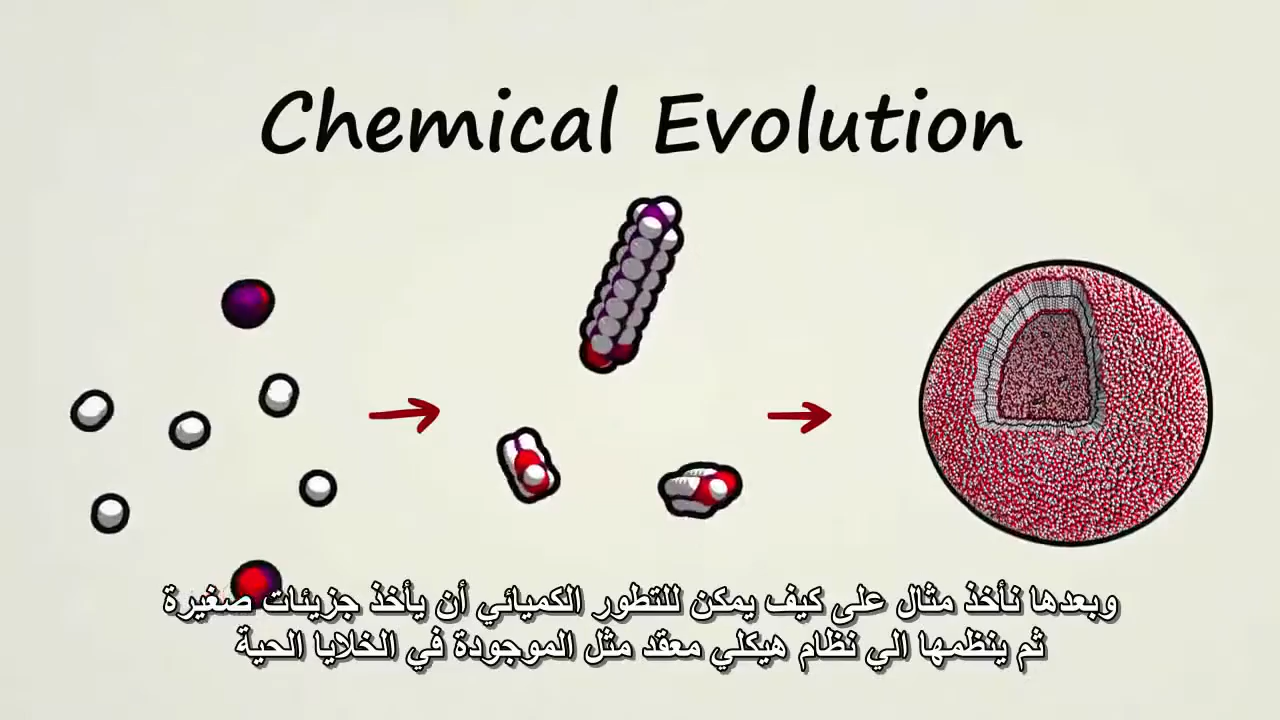 Chemical Evolution
وبعدها نأخذ مثال على كيف يمكن للتطور الكميائي أن يأخذ جزيئات صغيرة
ثم ينظمها الي نظام هيكلي معقد مثل الموجودة في الخلايا الحية